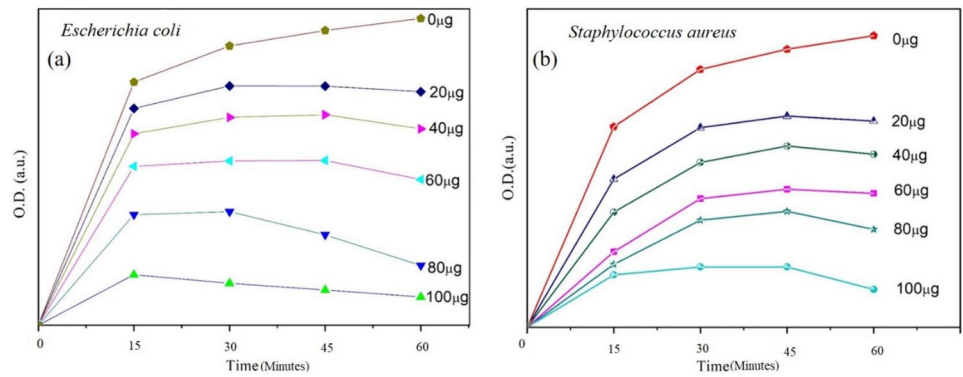 Escherichia coli
(a)
0μg
20μg
40μg
60μg
80μg
100μg
O.D. (a.u.)
0 15 30 45 60
Time(Minutes)
Staphylococcus aureus
(b)
0μg
20μg
40μg
60μg
80μg
100μg
O.D.(a.u.)
0 15 30 45 60
Time(Minutes)